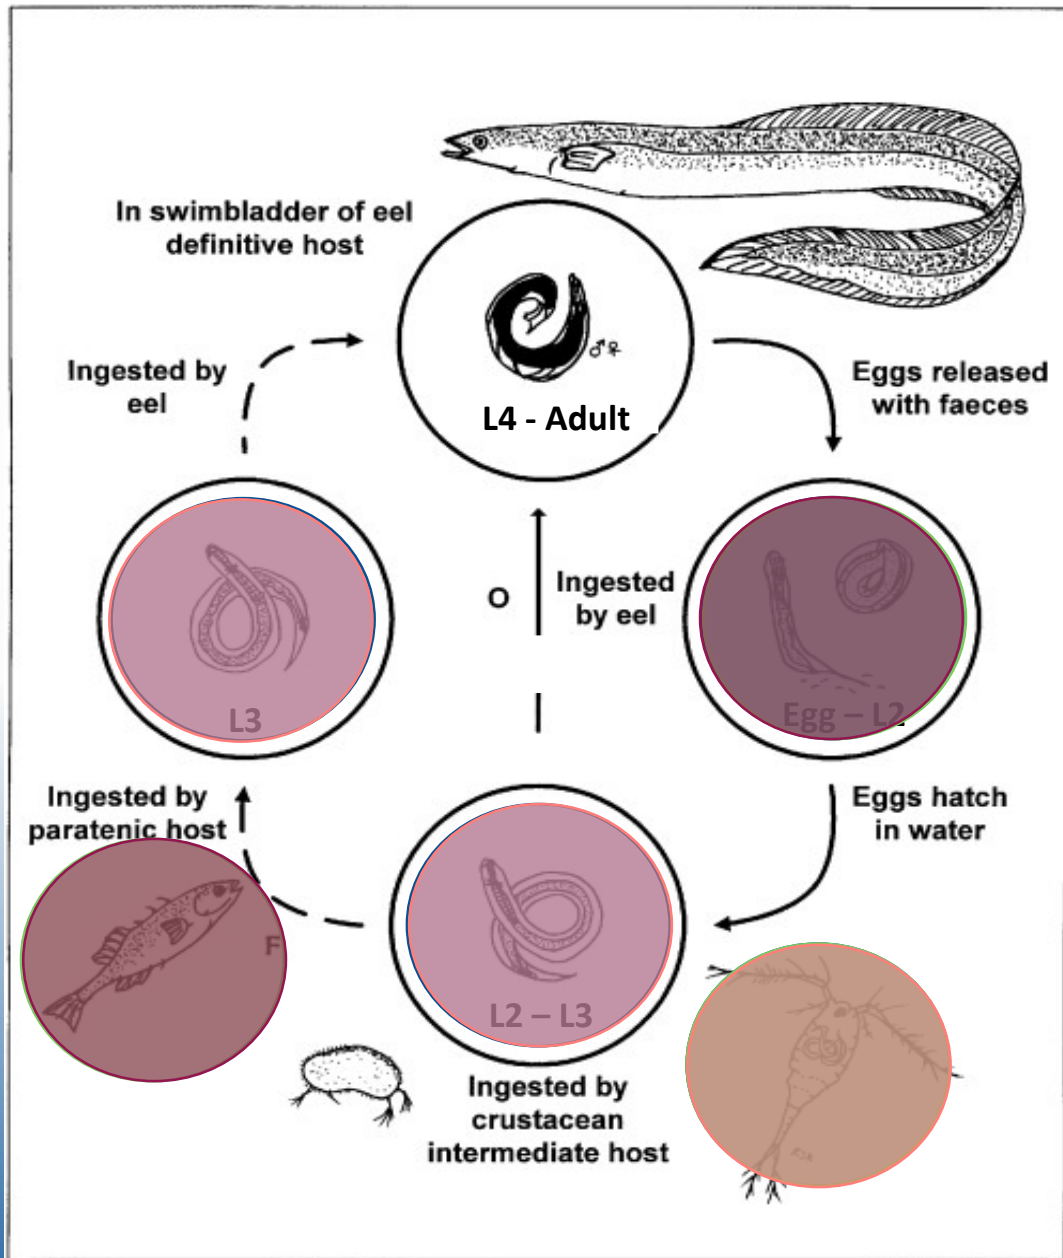 In swimbladder of eel
definitive host
♂♀
L4 - Adult
Ingested by
eel
Eggs released
with faeces
L3
O
Ingested
by eel
Egg – L2
Ingested by
paratenic host
Eggs hatch
in water
F
L2 – L3
Ingested by
crustacean
intermediate host